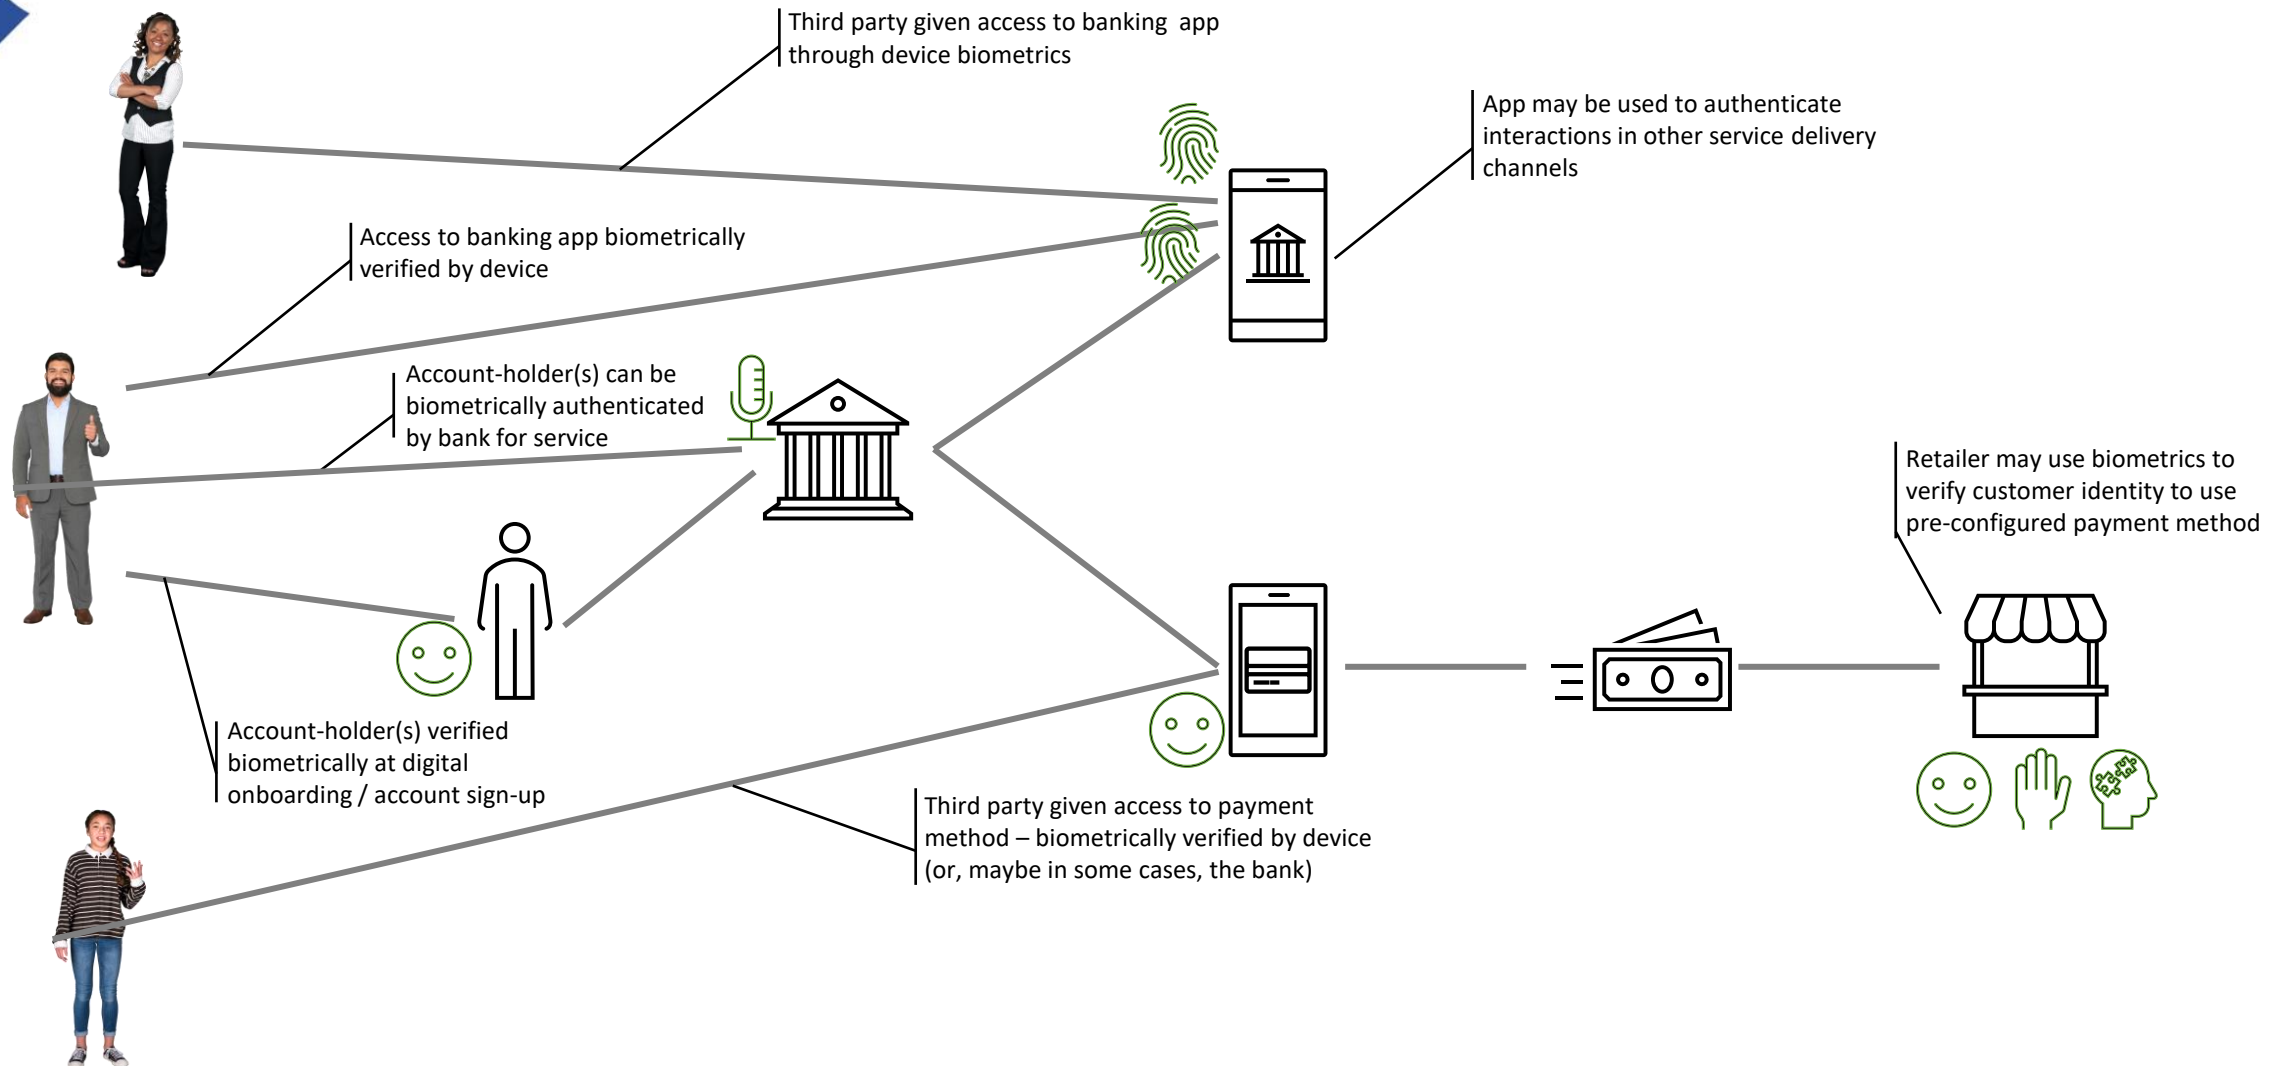 Third party given access to banking app
through device biometrics
App may be used to authenticate
interactions in other service delivery
channels
Access to banking app biometrically
verified by device
Account-holder(s) can be
biometrically authenticated
by bank for service
Retailer may use biometrics to
verify customer identity to use
pre-configured payment method
Account-holder(s) verified
biometrically at digital
onboarding / account sign-up
Third party given access to payment
method – biometrically verified by device
(or, maybe in some cases, the bank)